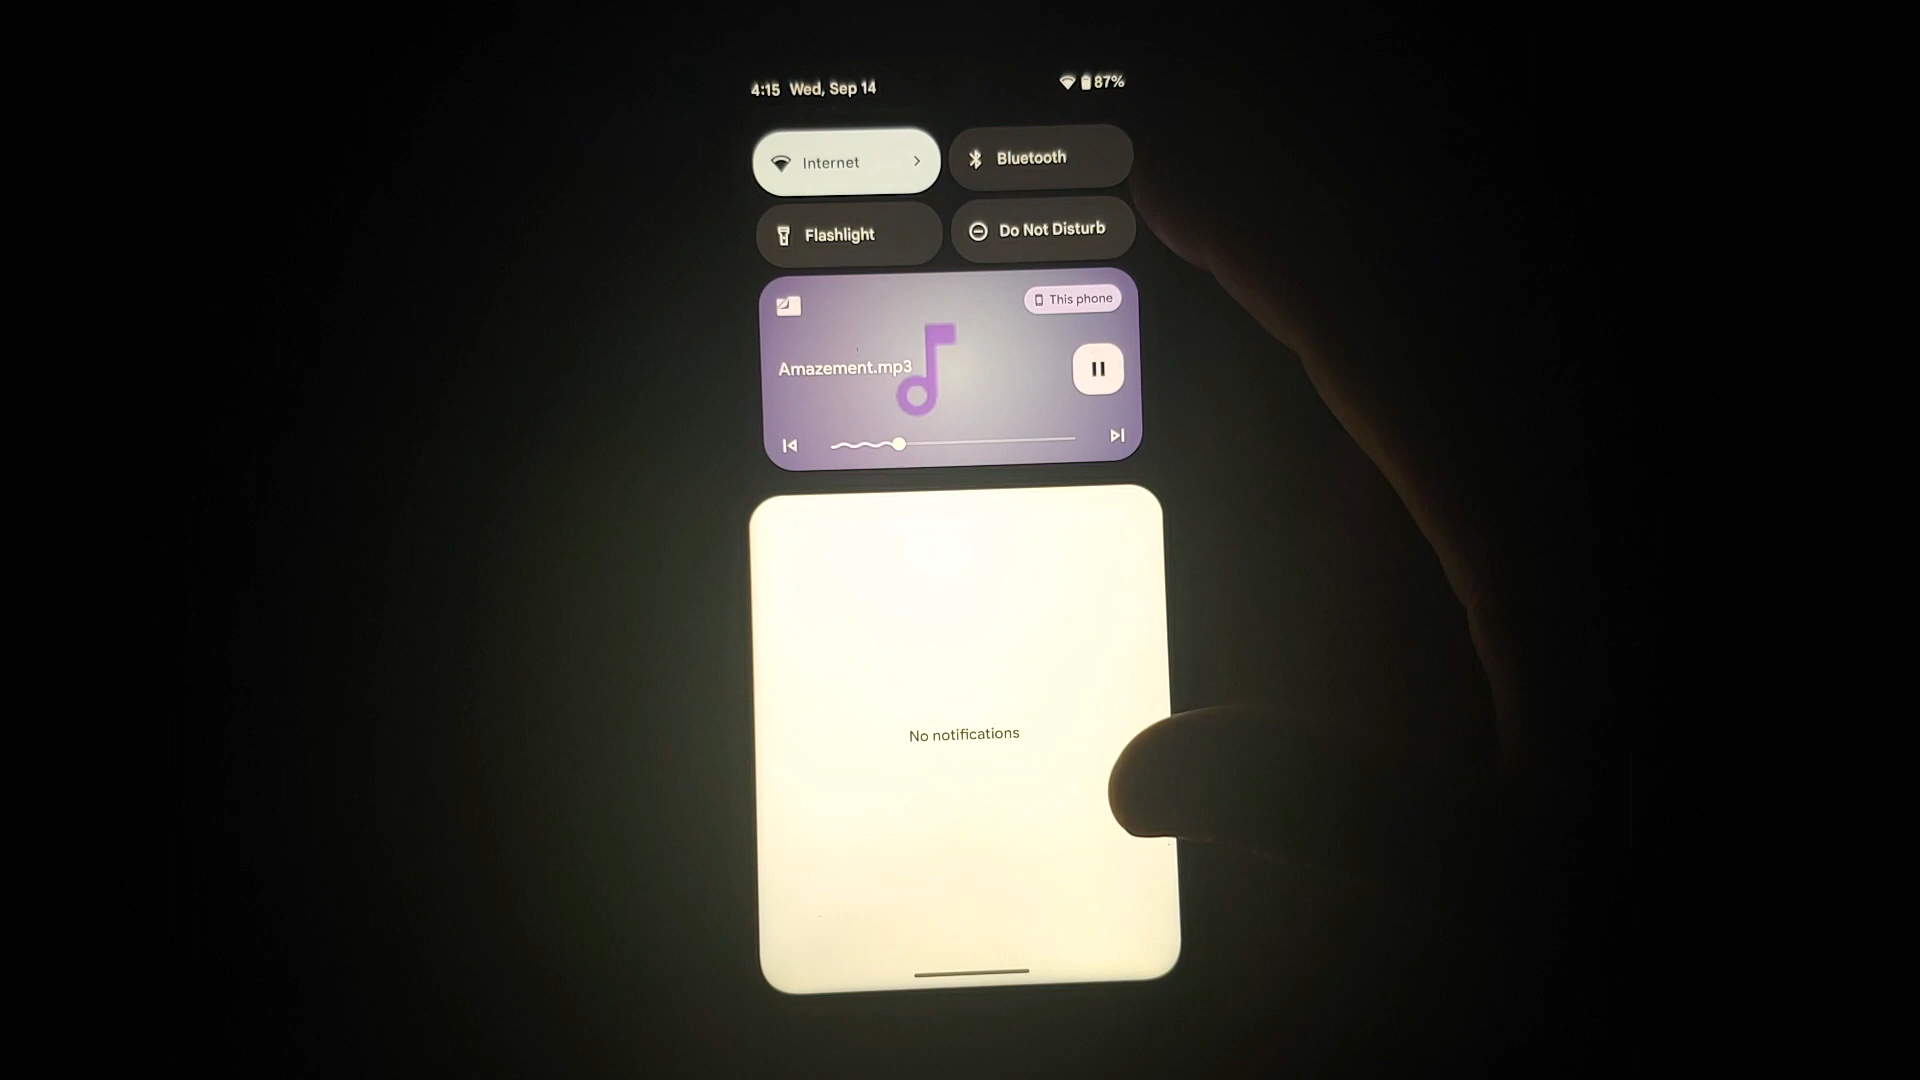 4:15 Wed, Sep 14 87%
Internet Bluetooth
Flashlight Do Not Disturb
This phone
Amazement.mp3
No notifications